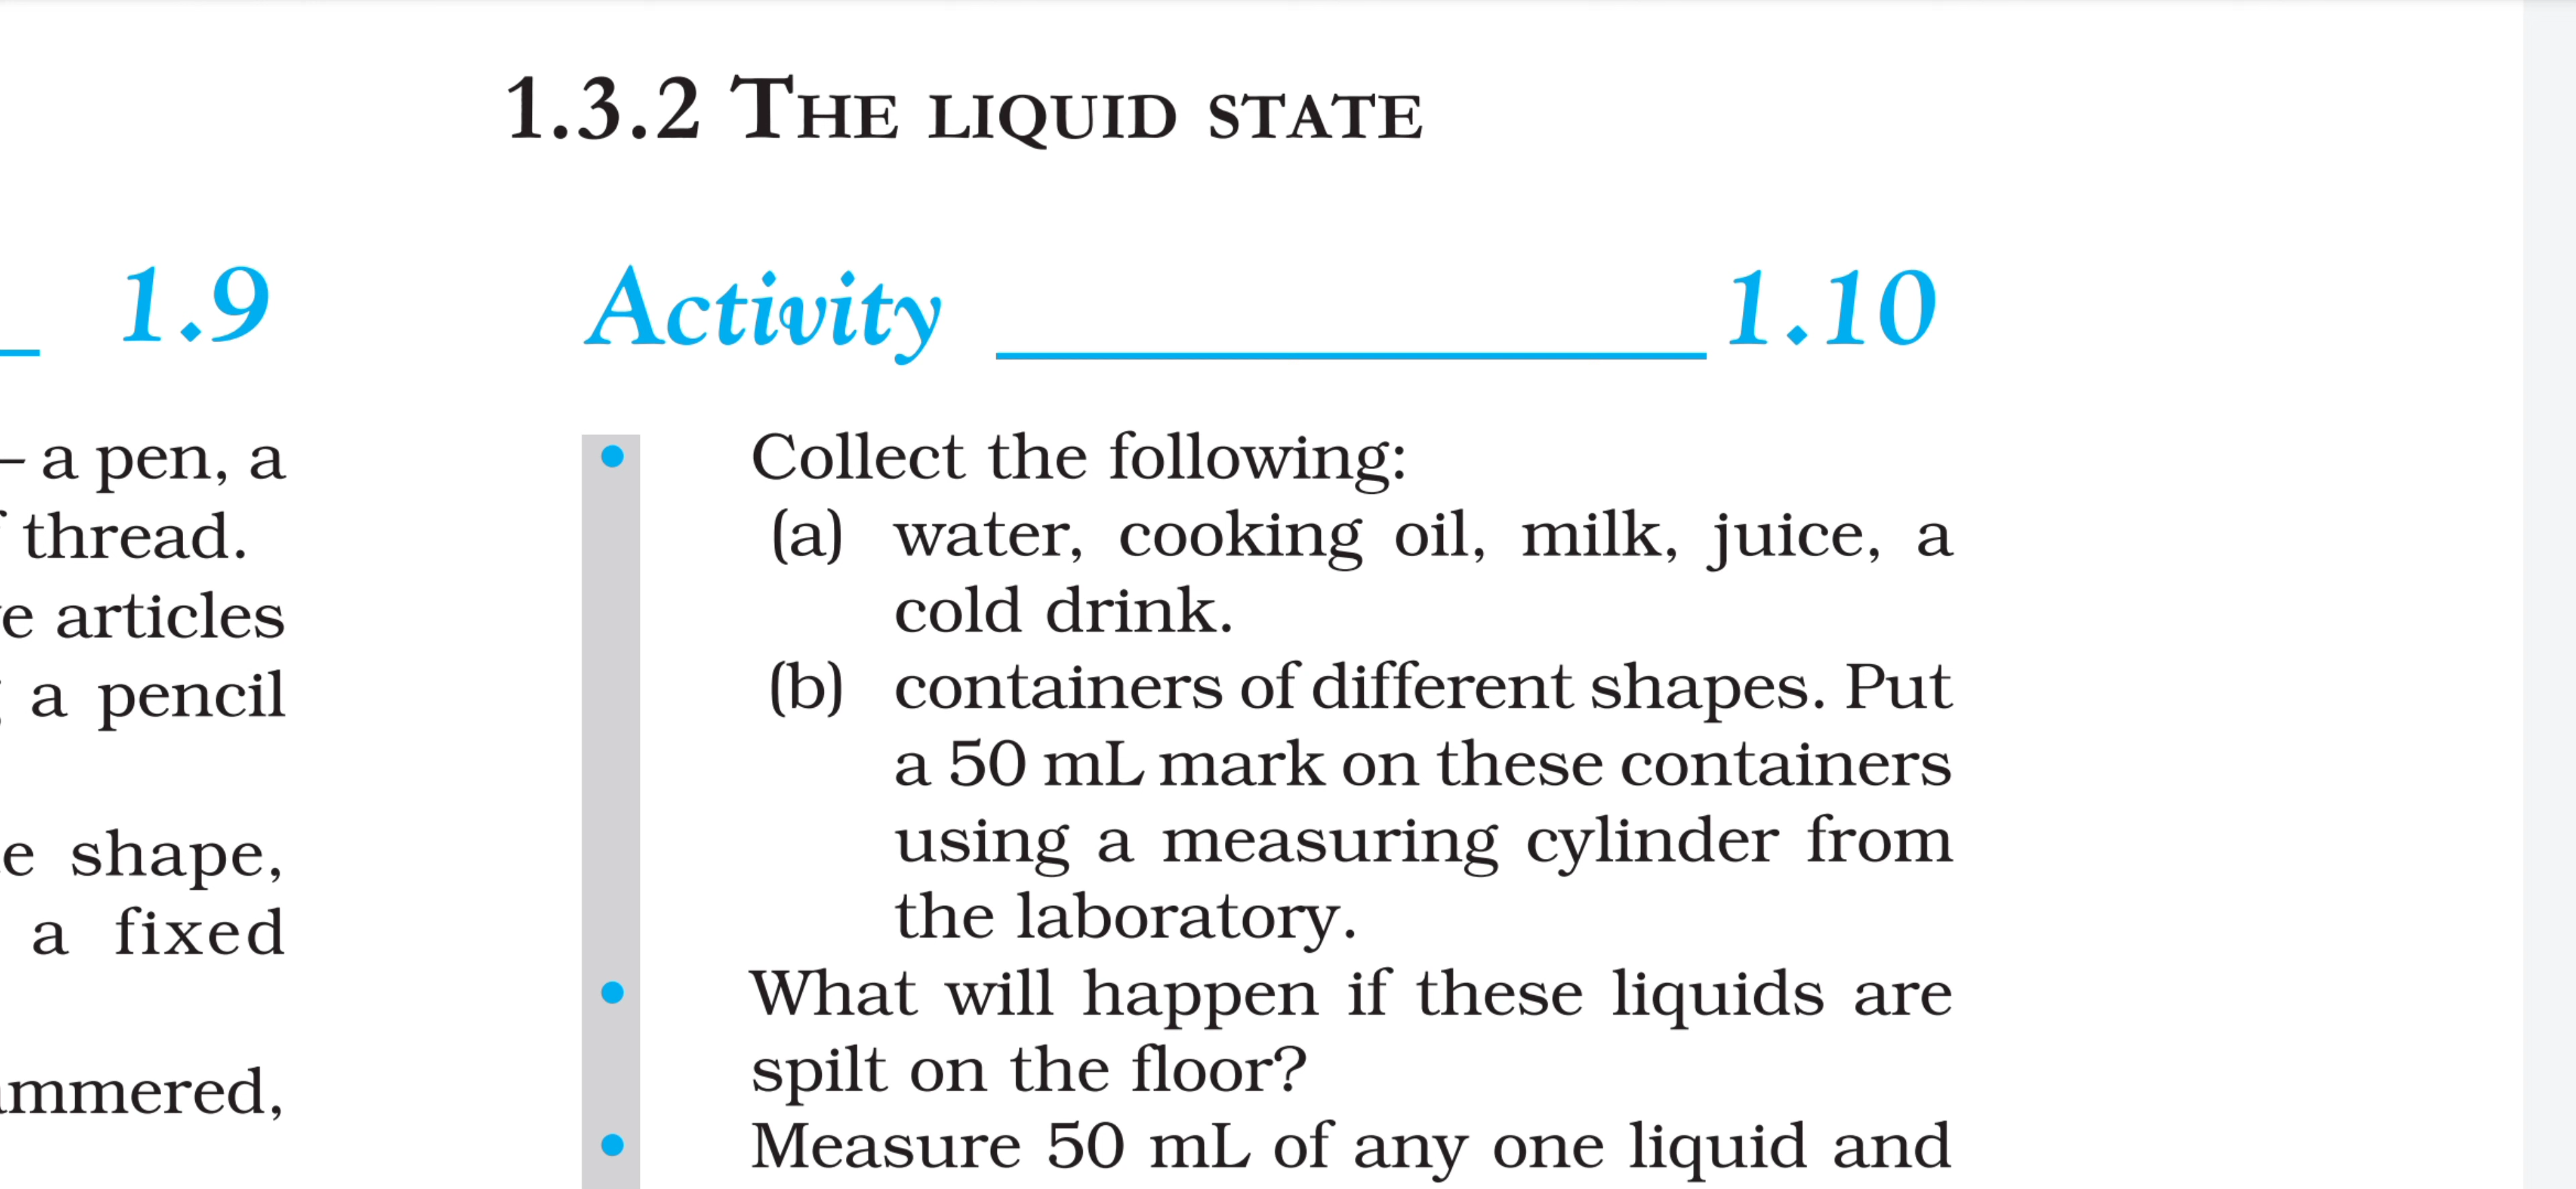 1.9
– a pen, a
thread.
articles
a pencil
shape,
a fixed
1.3.2 THE LIQUID STATE
Activity 1.10
• Collect the following:
(a) water, cooking oil, milk, juice, a
cold drink.
(b) containers of different shapes. Put
a 50 mL mark on these containers
using a measuring cylinder from
the laboratory.
• What will happen if these liquids are
spilt on the floor?
• Measure 50 mL of any one liquid and